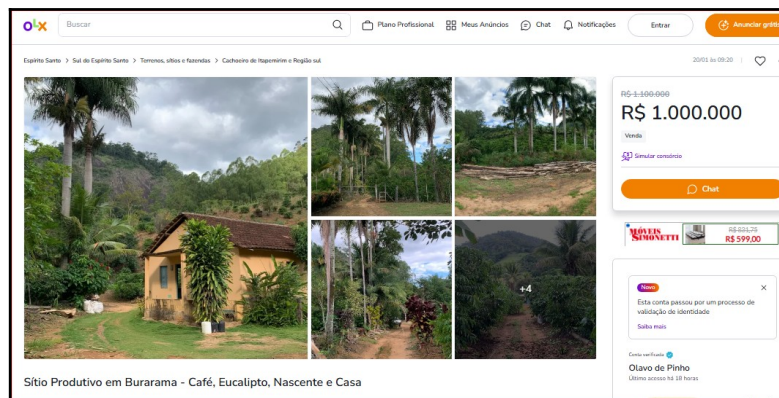 OLX
Buscar
Plano Profissional
Meus Anúncios
Chat
Notificações
Entrar
Anunciar grátis
Espírito Santo > Sul do Espírito Santo > Terrenos, sítios e fazendas > Cachoeiro de Itapemirim e Região sul
20/01 às 09:20
R$ 1.100.000
R$ 1.000.000
Venda
Simular consórcio
Chat
MÓVEIS
SIMONETTI
R$ 831,75
R$ 599,00
+4
Novo
Esta conta passou por um processo de
validação de identidade
Saiba mais
Conta verificada
Olavo de Pinho
Último acesso há 18 horas
Sítio Produtivo em Burarama - Café, Eucalipto, Nascente e Casa